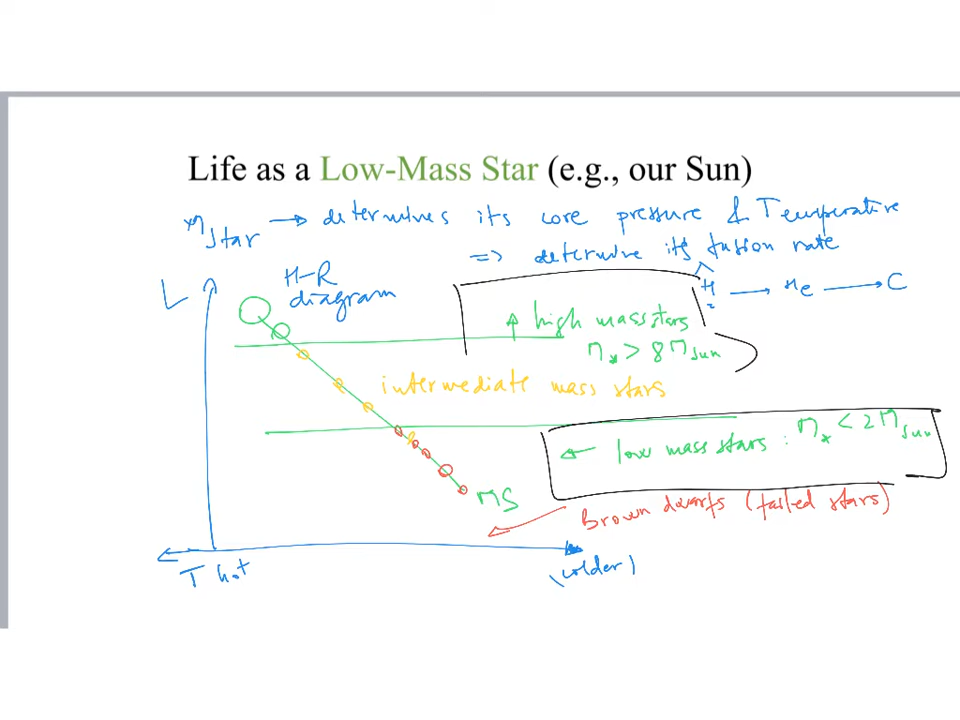 Life as a Low-Mass Star (e.g., our Sun)
M star → determines its core pressure & Temperature
=> determine its fusion rate
H → He → C
L
H-R
diagram
↑ high mass stars
M* > 8 Msun
intermediate mass stars
← low mass stars : M* < 2 Msun
MS
Brown dwarfs (failed stars)
T hot
(colder)